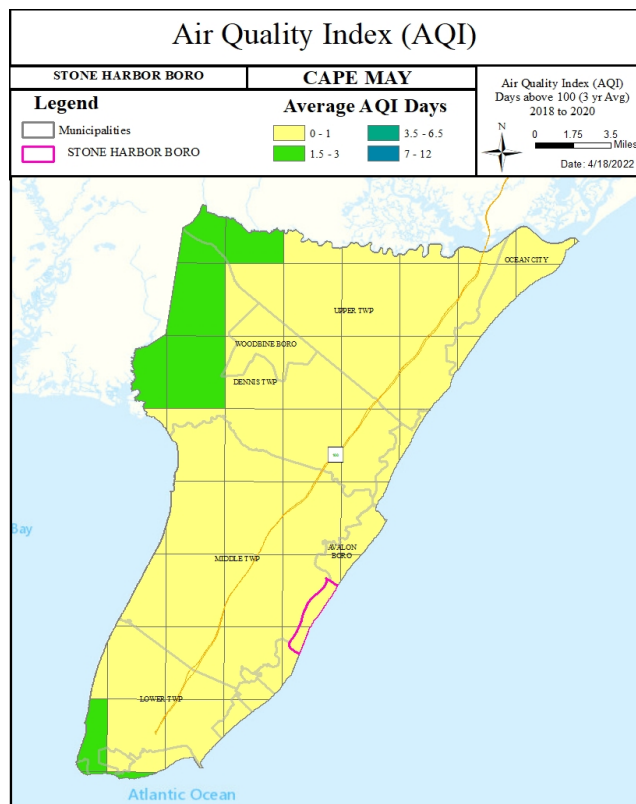 Air Quality Index (AQI)
STONE HARBOR BORO
CAPE MAY
Legend
Municipalities
STONE HARBOR BORO
Average AQI Days
0 - 1
3.5 - 6.5
1.5 - 3
7 - 12
Air Quality Index (AQI)
Days above 100 (3 yr Avg)
2018 to 2020
N
0 1.75 3.5
Miles
Date: 4/18/2022
OCEAN CITY
UPPER TWP
WOODBINE BORO
DENNIS TWP
Bay
AVALON
BORO
MIDDLE TWP
LOWER TWP
Atlantic Ocean